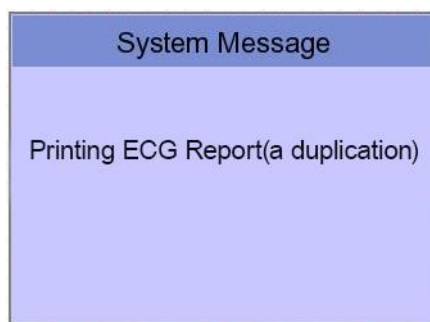 System Message
Printing ECG Report(a duplication)